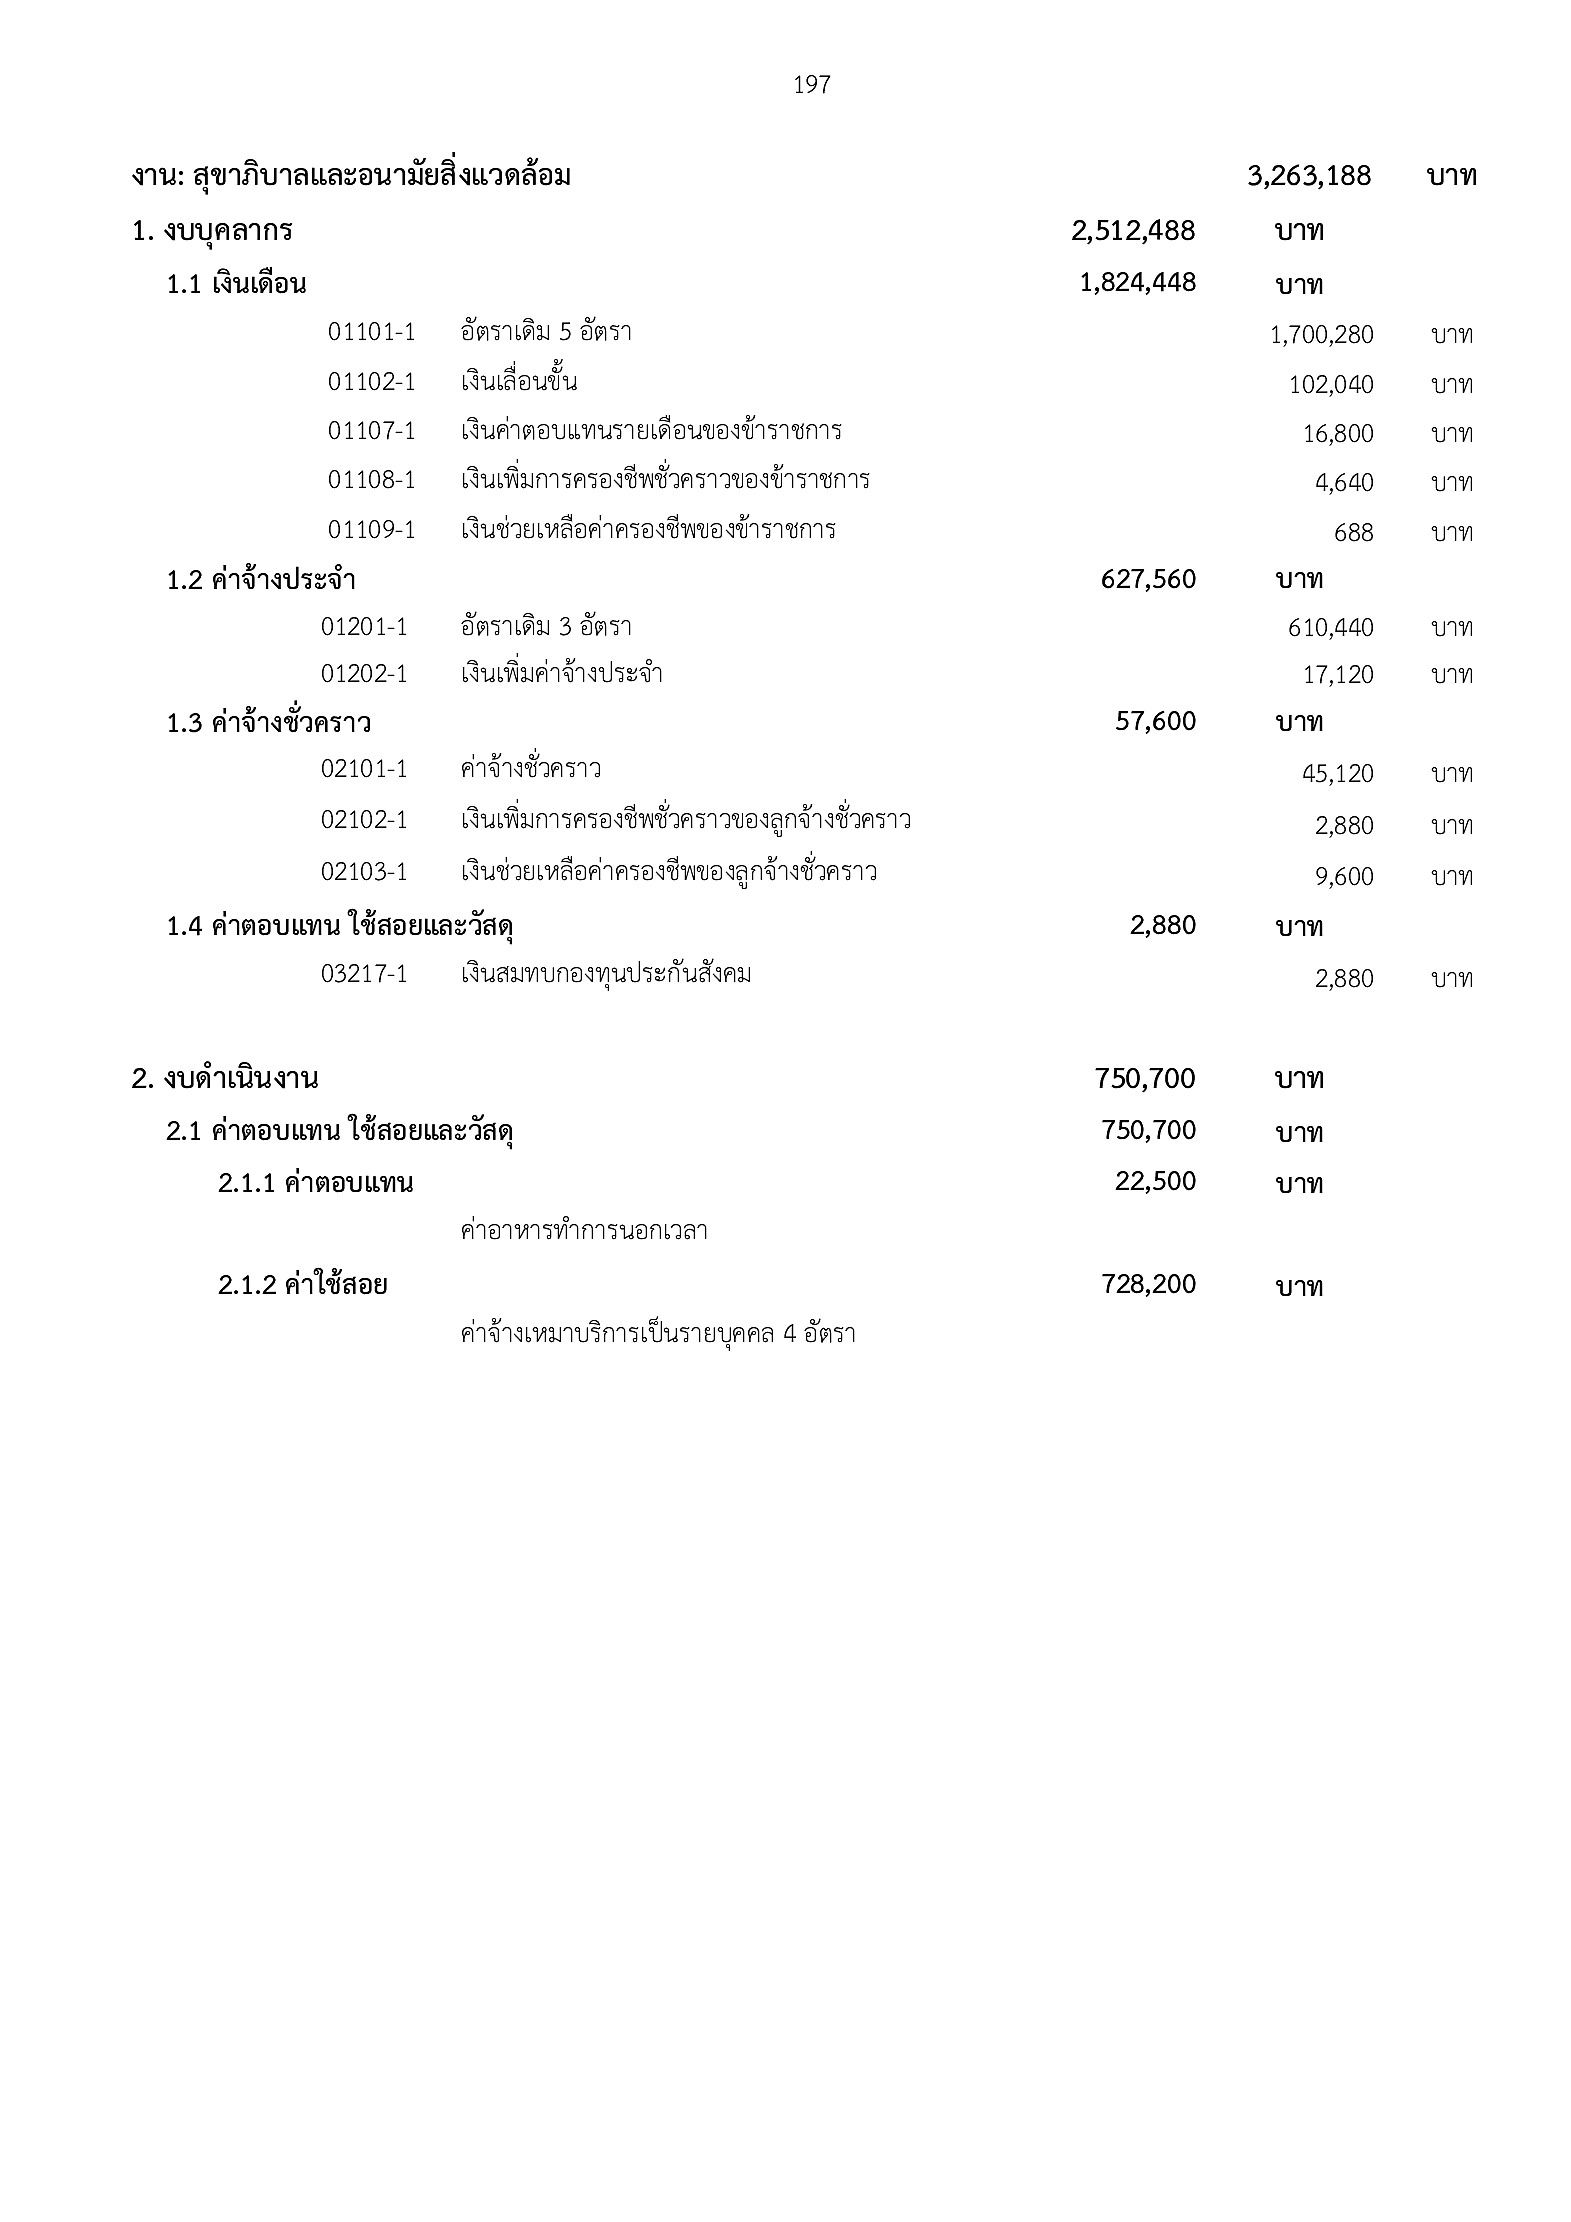 197
งาน: สุขาภิบาลและอนามัยสิ่งแวดล้อม 3,263,188 บาท
1. งบบุคลากร 2,512,488 บาท
1.1 เงินเดือน 1,824,448 บาท
01101-1 อัตราเดิม 5 อัตรา 1,700,280 บาท
01102-1 เงินเลื่อนขั้น 102,040 บาท
01107-1 เงินค่าตอบแทนรายเดือนของข้าราชการ 16,800 บาท
01108-1 เงินเพิ่มการครองชีพชั่วคราวของข้าราชการ 4,640 บาท
01109-1 เงินช่วยเหลือค่าครองชีพของข้าราชการ 688 บาท
1.2 ค่าจ้างประจำ 627,560 บาท
01201-1 อัตราเดิม 3 อัตรา 610,440 บาท
01202-1 เงินเพิ่มค่าจ้างประจำ 17,120 บาท
1.3 ค่าจ้างชั่วคราว 57,600 บาท
02101-1 ค่าจ้างชั่วคราว 45,120 บาท
02102-1 เงินเพิ่มการครองชีพชั่วคราวของลูกจ้างชั่วคราว 2,880 บาท
02103-1 เงินช่วยเหลือค่าครองชีพของลูกจ้างชั่วคราว 9,600 บาท
1.4 ค่าตอบแทน ใช้สอยและวัสดุ 2,880 บาท
03217-1 เงินสมทบกองทุนประกันสังคม 2,880 บาท
2. งบดำเนินงาน 750,700 บาท
2.1 ค่าตอบแทน ใช้สอยและวัสดุ 750,700 บาท
2.1.1 ค่าตอบแทน 22,500 บาท
ค่าอาหารทำการนอกเวลา
2.1.2 ค่าใช้สอย 728,200 บาท
ค่าจ้างเหมาบริการเป็นรายบุคคล 4 อัตรา